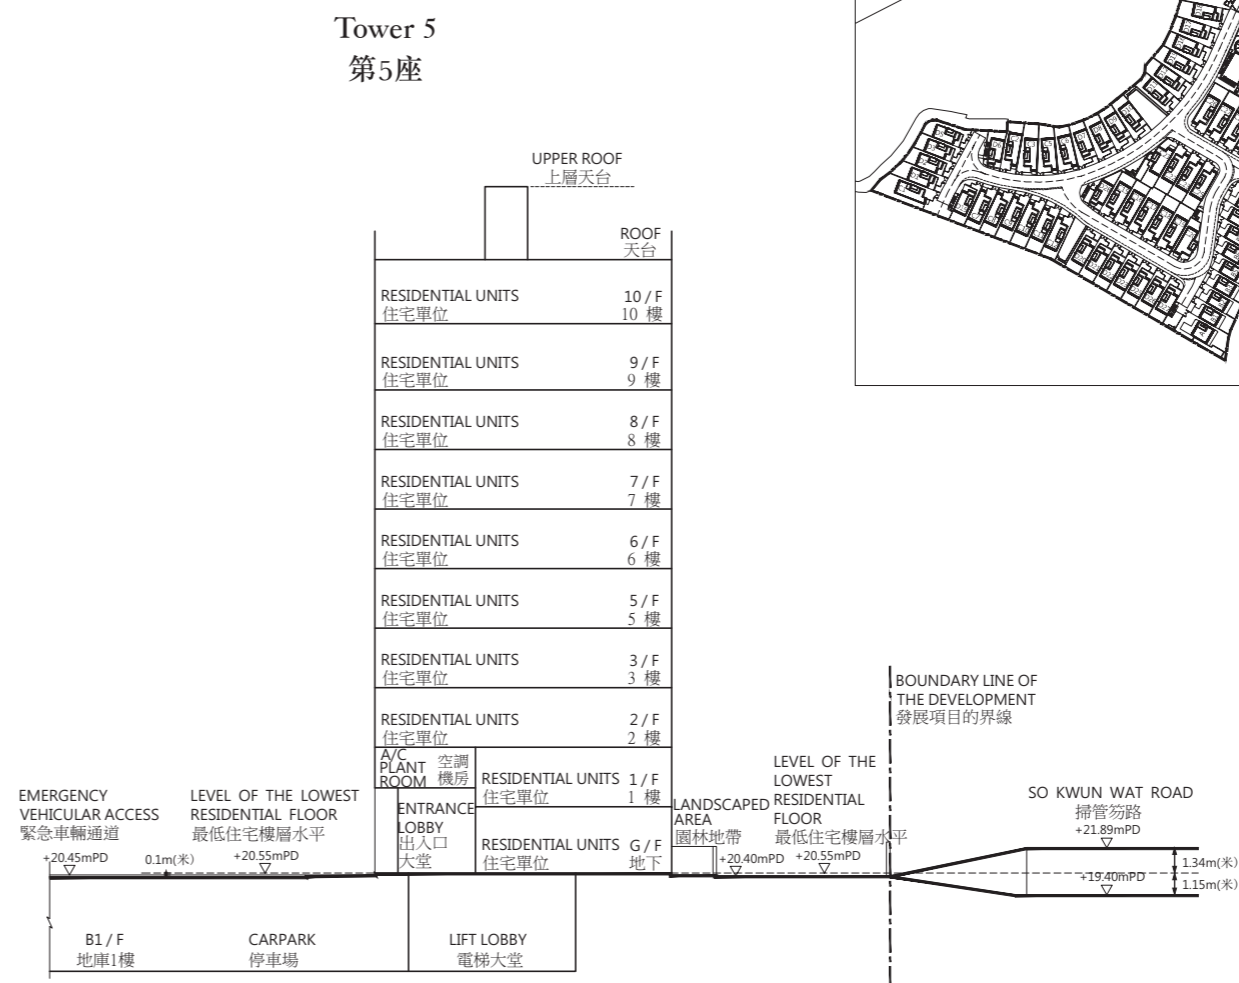 Tower 5
第5座
UPPER ROOF
上層天台
ROOF
天台
RESIDENTIAL UNITS 10 / F
住宅單位 10 樓
RESIDENTIAL UNITS 9 / F
住宅單位 9 樓
RESIDENTIAL UNITS 8 / F
住宅單位 8 樓
RESIDENTIAL UNITS 7 / F
住宅單位 7 樓
RESIDENTIAL UNITS 6 / F
住宅單位 6 樓
RESIDENTIAL UNITS 5 / F
住宅單位 5 樓
RESIDENTIAL UNITS 3 / F
住宅單位 3 樓
RESIDENTIAL UNITS 2 / F
住宅單位 2 樓
A/C
PLANT
ROOM
空調
機房
RESIDENTIAL UNITS 1 / F
住宅單位 1 樓
ENTRANCE
LOBBY
出入口
大堂
RESIDENTIAL UNITS G / F
住宅單位 地下
EMERGENCY
VEHICULAR ACCESS
緊急車輛通道
+20.45mPD
0.1m(米)
LEVEL OF THE LOWEST
RESIDENTIAL FLOOR
最低住宅樓層水平
+20.55mPD
LANDSCAPED
AREA
園林地帶
+20.40mPD
LEVEL OF THE
LOWEST
RESIDENTIAL
FLOOR
最低住宅樓層水平
+20.55mPD
BOUNDARY LINE OF
THE DEVELOPMENT
發展項目的界線
SO KWUN WAT ROAD
掃管笏路
+21.89mPD
1.34m(米)
+19.40mPD
1.15m(米)
B1 / F
地庫1樓
CARPARK
停車場
LIFT LOBBY
電梯大堂